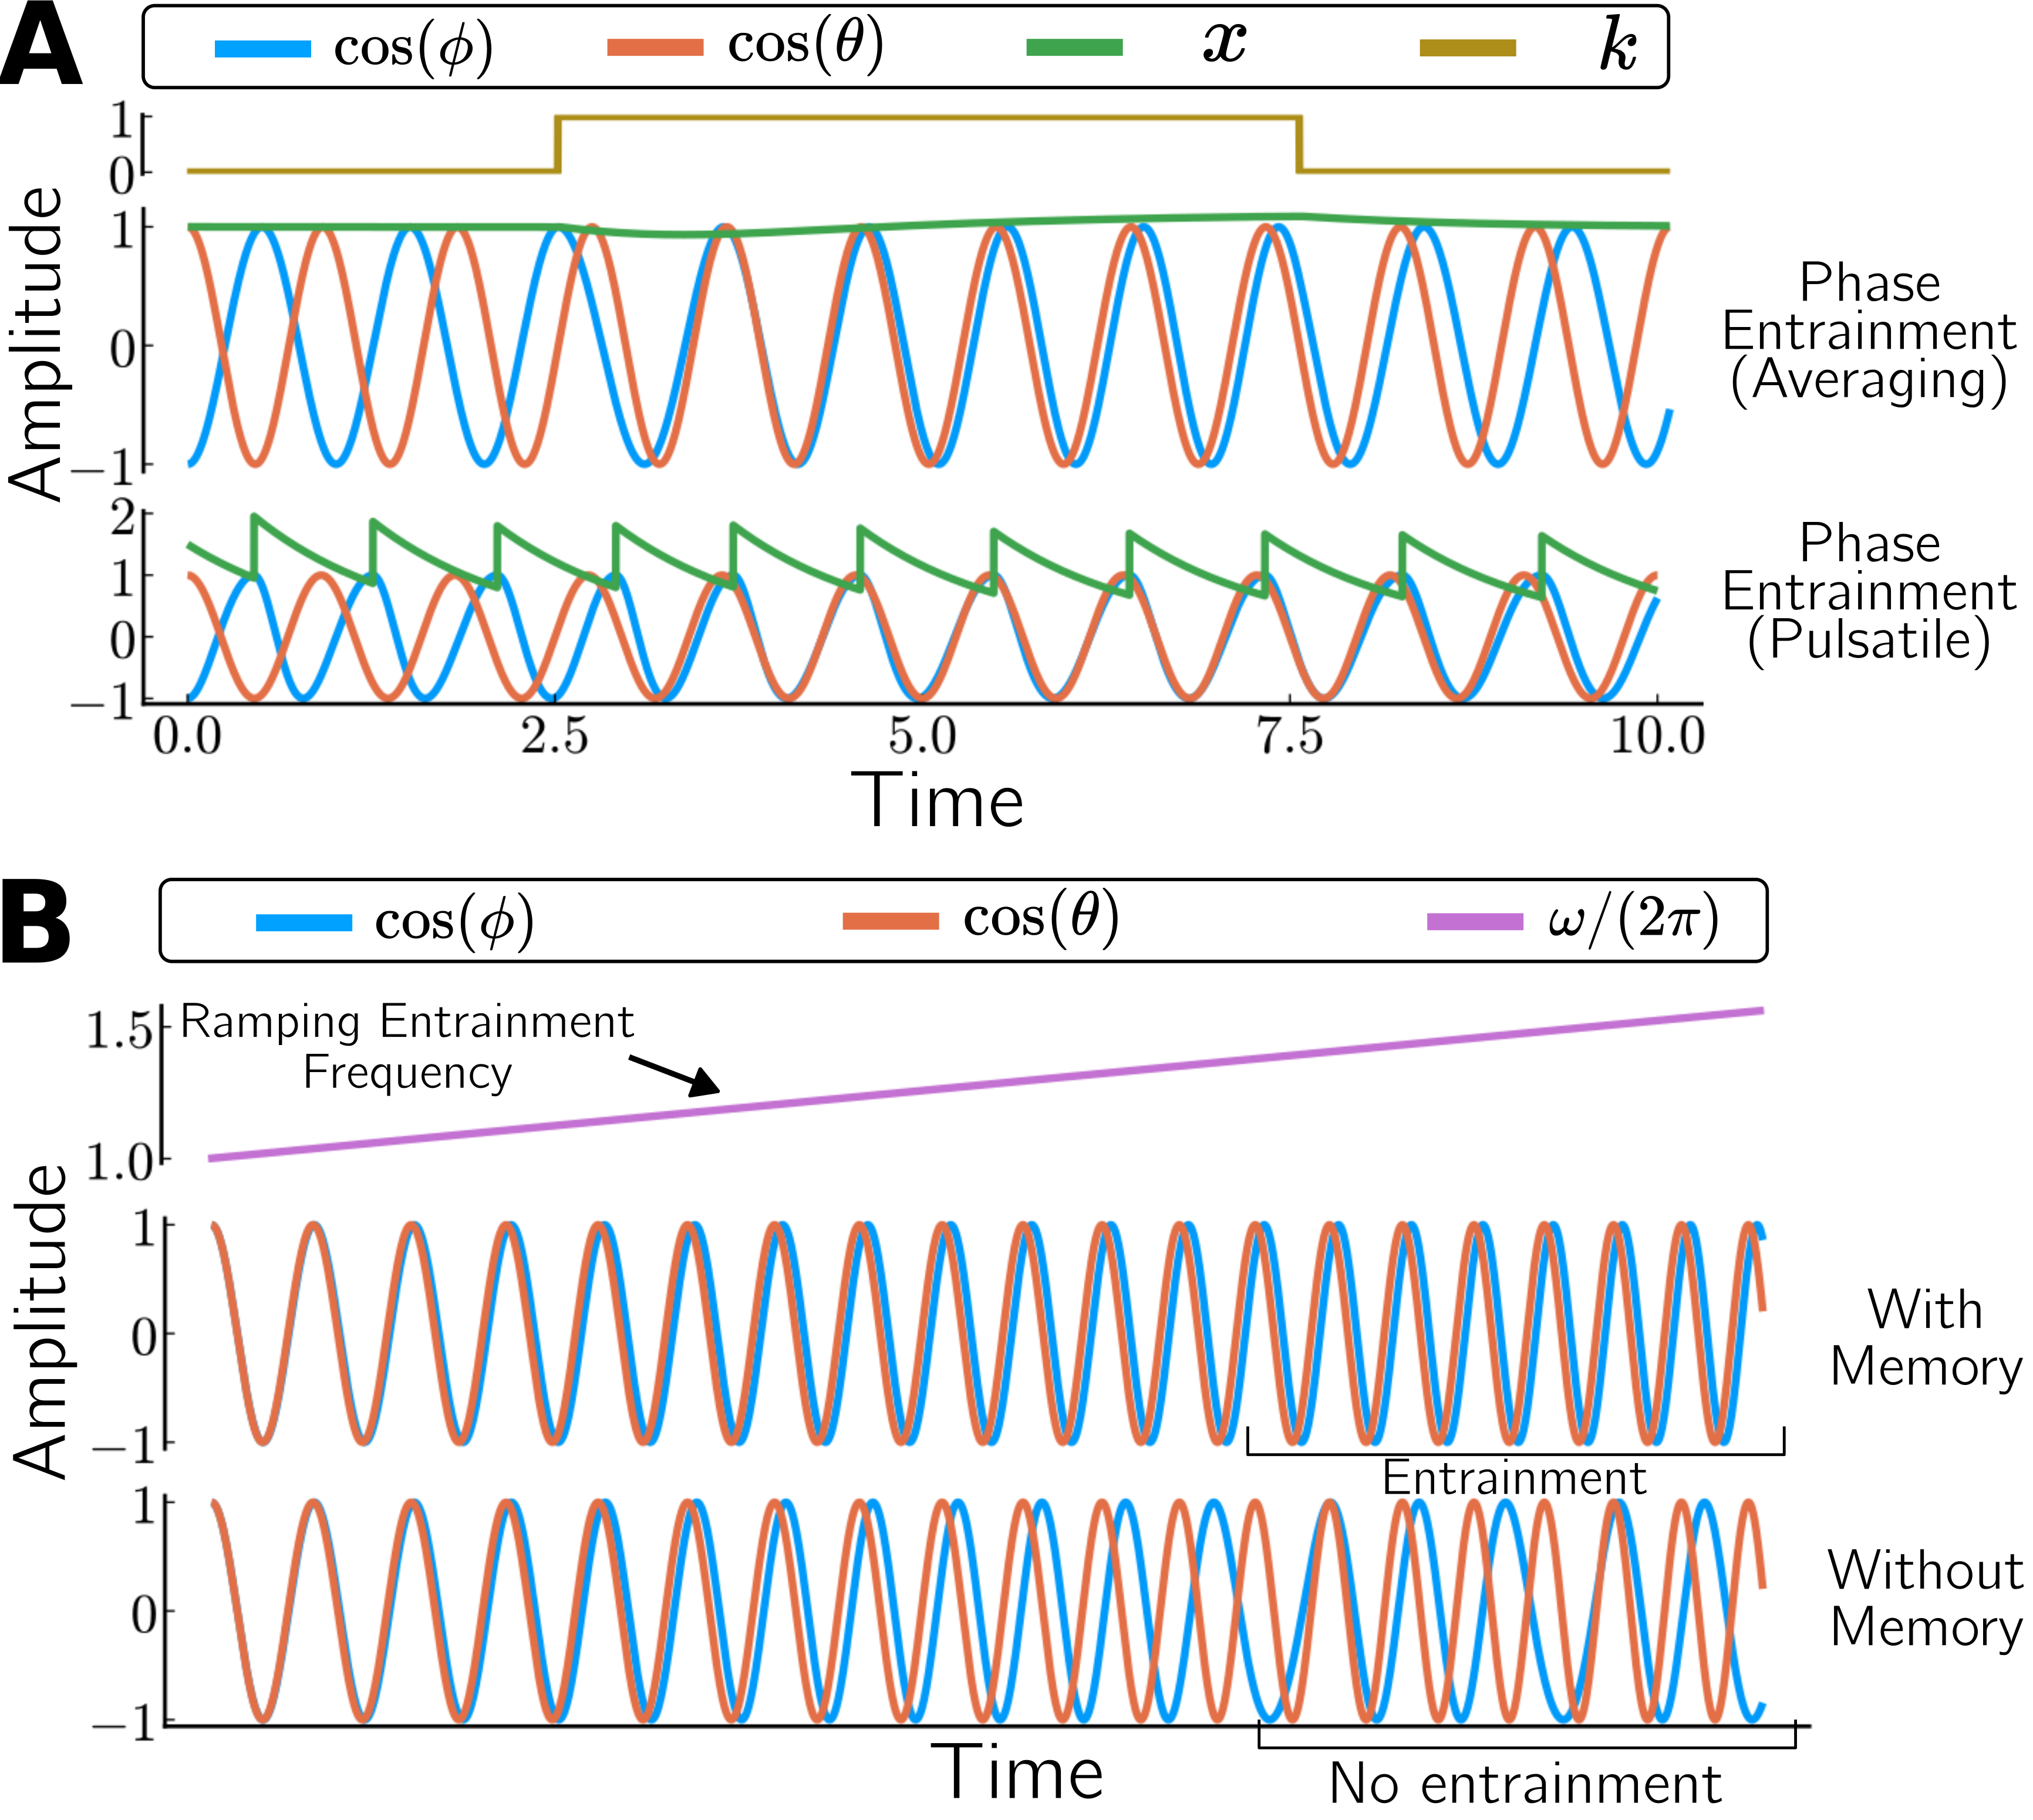 A
cos(ϕ) cos(θ) x k
1
0
Amplitude
1
0
−1
Phase
Entrainment
(Averaging)
2
1
0
−1
Phase
Entrainment
(Pulsatile)
0.0 2.5 5.0 7.5 10.0
Time
B
cos(ϕ) cos(θ) ω/(2π)
1.5
1.0
Ramping Entrainment
Frequency
Amplitude
1
0
−1
With
Memory
Entrainment
1
0
−1
Without
Memory
Time
No entrainment